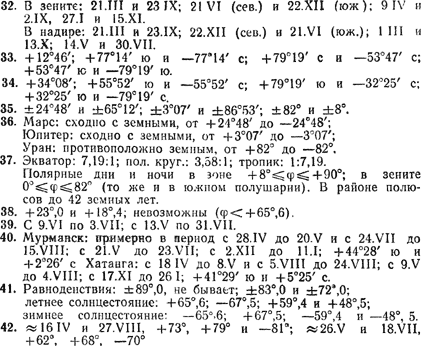 32. В зените: 21.III и 23 IX; 21 VI (сев.) и 22.XII (юж); 9 IV и
2.IX, 27.I и 15.XI.
В надире: 21.III и 23.IX; 22.XII (сев.) и 21.VI (юж.); 1 III и
13.X; 14.V и 30.VII.
33. +12°46′; +77°14′ ю и —77°14′ с; +79°19′ с и —53°47′ с;
+53°47′ ю и —79°19′ ю.
34. +34°08′; +55°52′ ю и —55°52′ с; +79°19′ ю и —32°25′ с;
+32°25′ ю и —79°19′ с.
35. ±24°48′ и ±65°12′; ±3°07′ и ±86°53′; ±82° и ±8°.
36. Марс: сходно с земными, от +24°48′ до —24°48′;
Юпитер: сходно с земными, от +3°07′ до —3°07′;
Уран: противоположно земным, от +82° до —82°.
37. Экватор: 7,19:1; пол. круг.: 3,58:1; тропик: 1:7,19.
Полярные дни и ночи в зоне +8°≤φ≤+90°; в зените
0°≤φ≤82° (то же и в южном полушарии). В районе полю-
сов до 42 земных лет.
38. +23°,0 и +18°,4; невозможны (φ<+65°,6).
39. С 9.VI по 3.VII; с 13.V по 31.VII.
40. Мурманск: примерно в период с 28.IV до 20.V и с 24.VII до
15.VIII; с 21.V до 23.VII; с 2.XII до 11.I; +44°28′ ю и
+2°26′ с Хатанга: с 18 IV до 8.V и с 5.VIII до 24.VIII; с 9.V
до 4.VIII; с 17.XI до 26 I; +41°29′ ю и +5°25′ с.
41. Равноденствия: ±89°,0, не бывает; ±83°,0 и ±72°,0;
летнее солнцестояние: +65°,6; —67°,5; +59°,4 и +48°,5;
зимнее солнцестояние: —65°,6; +67°,5; —59°,4 и —48°, 5.
42. ≈16 IV и 27.VIII, +73°, +79° и —81°; ≈26.V и 18.VII,
+62°, +68°, —70°